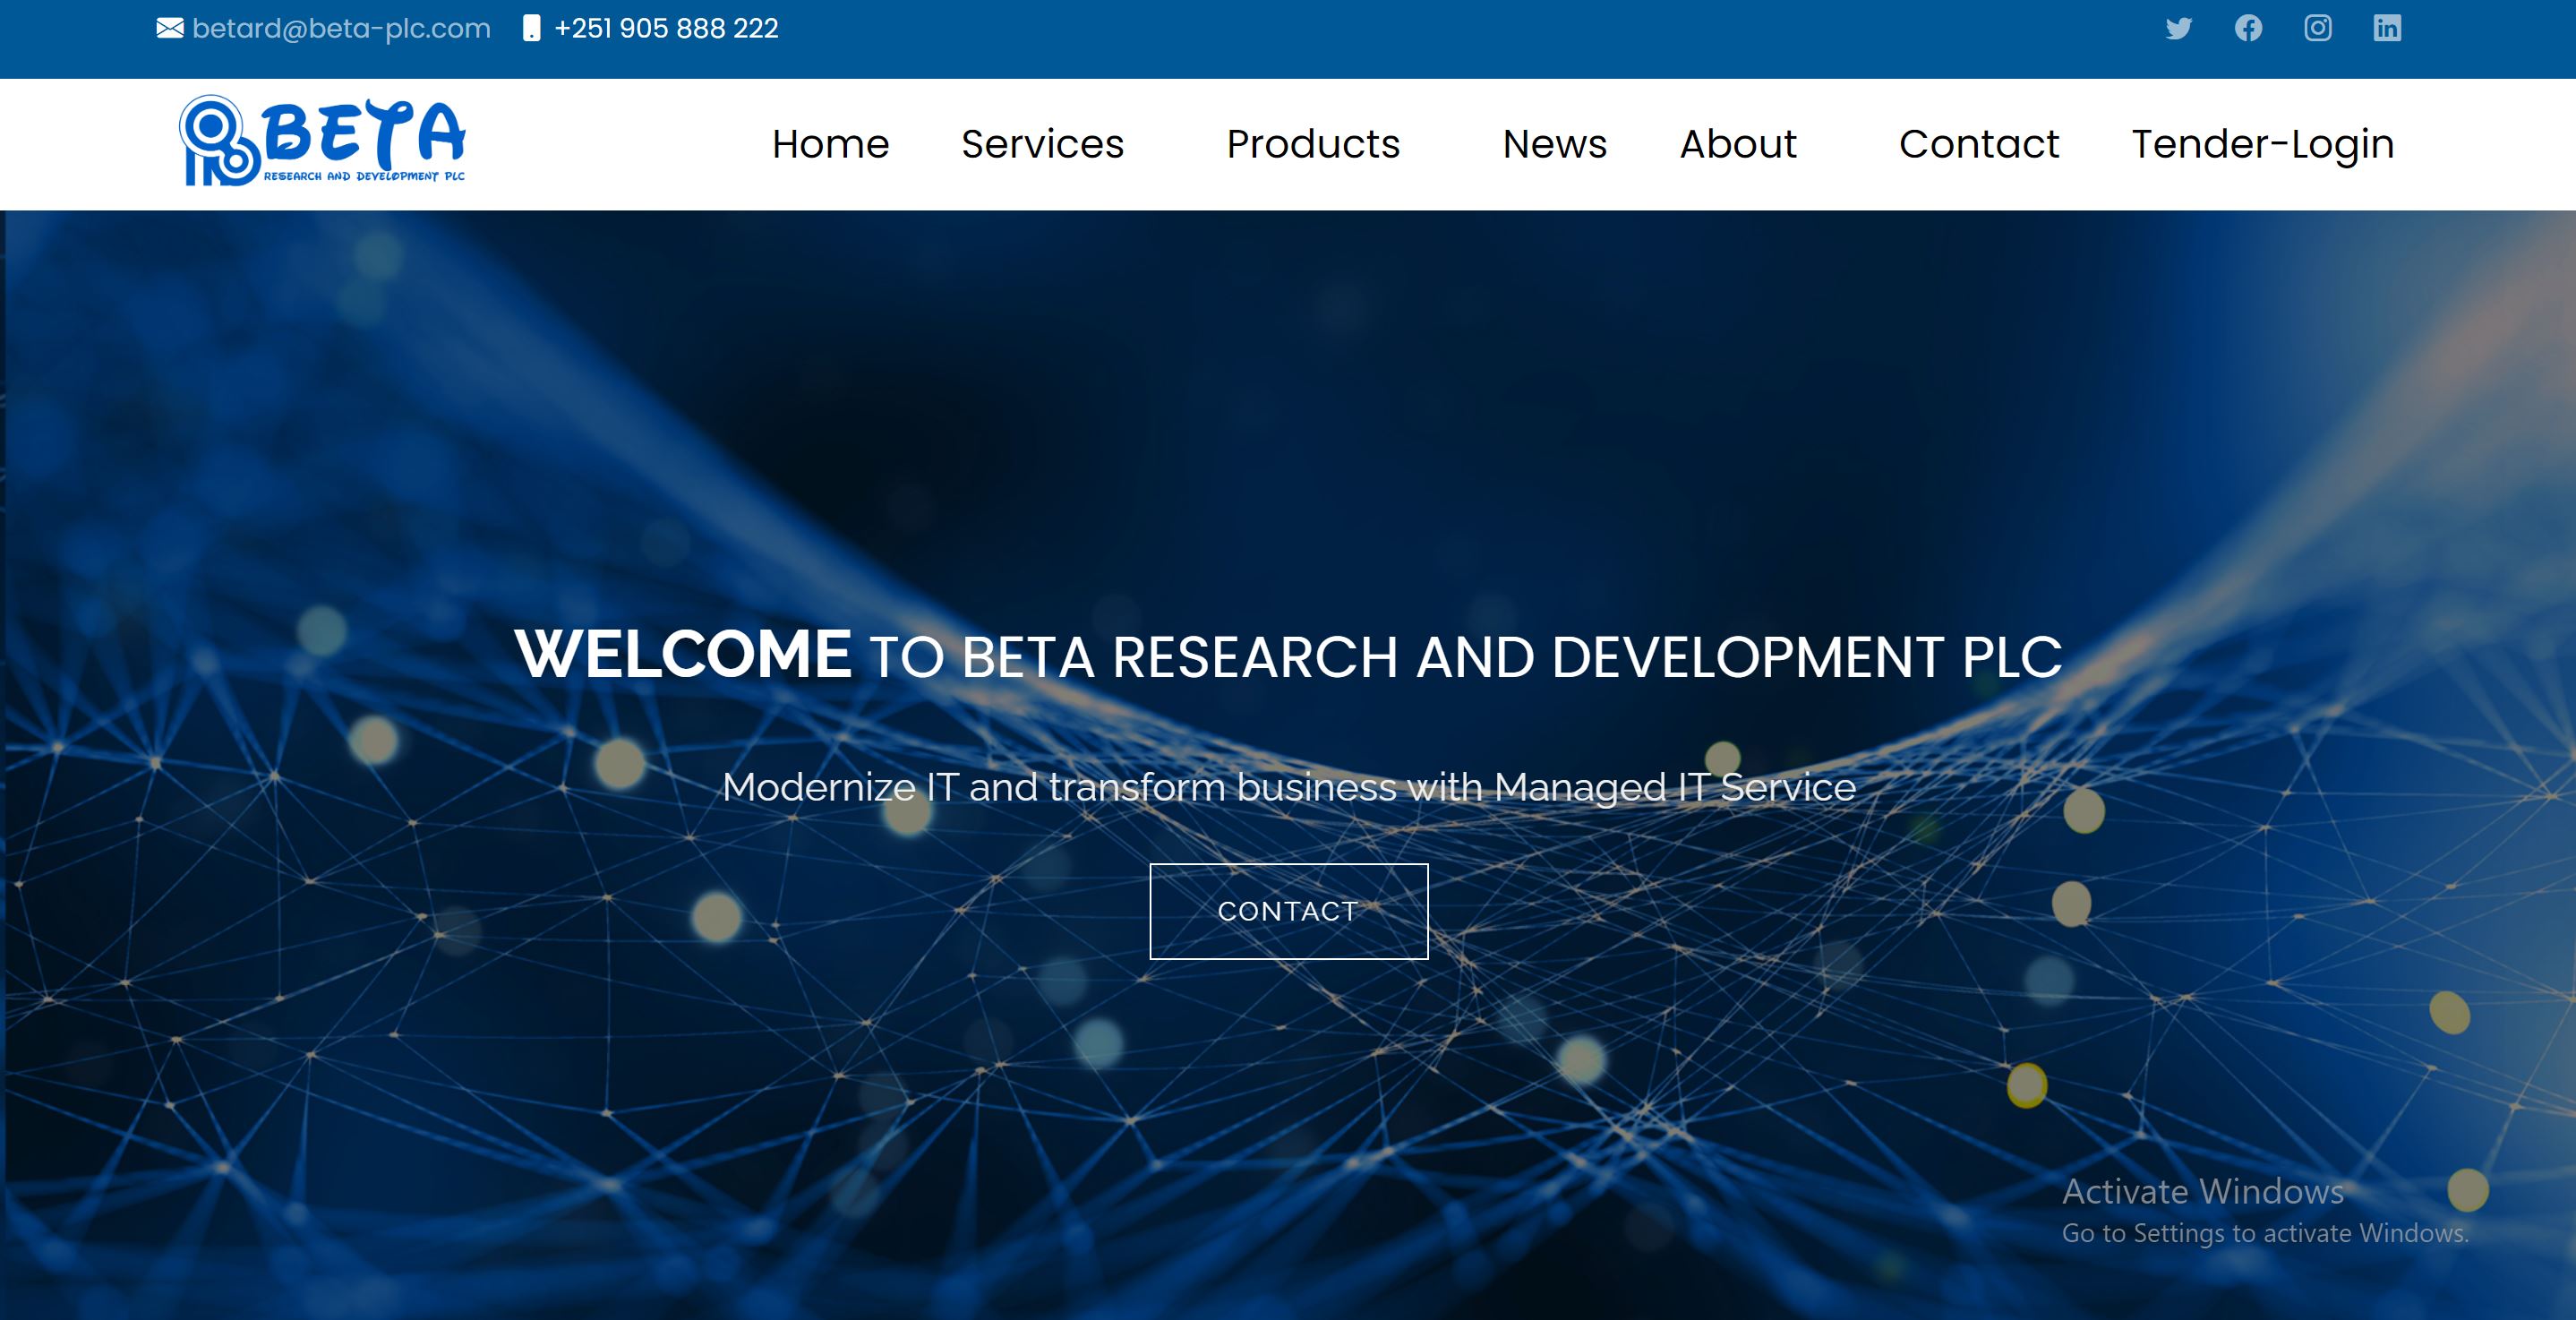 betard@beta-plc.com +251 905 888 222
BETA
RESEARCH AND DEVELOPMENT PLC
Home Services Products News About Contact Tender-Login
WELCOME TO BETA RESEARCH AND DEVELOPMENT PLC
Modernize IT and transform business with Managed IT Service
CONTACT
Activate Windows
Go to Settings to activate Windows.